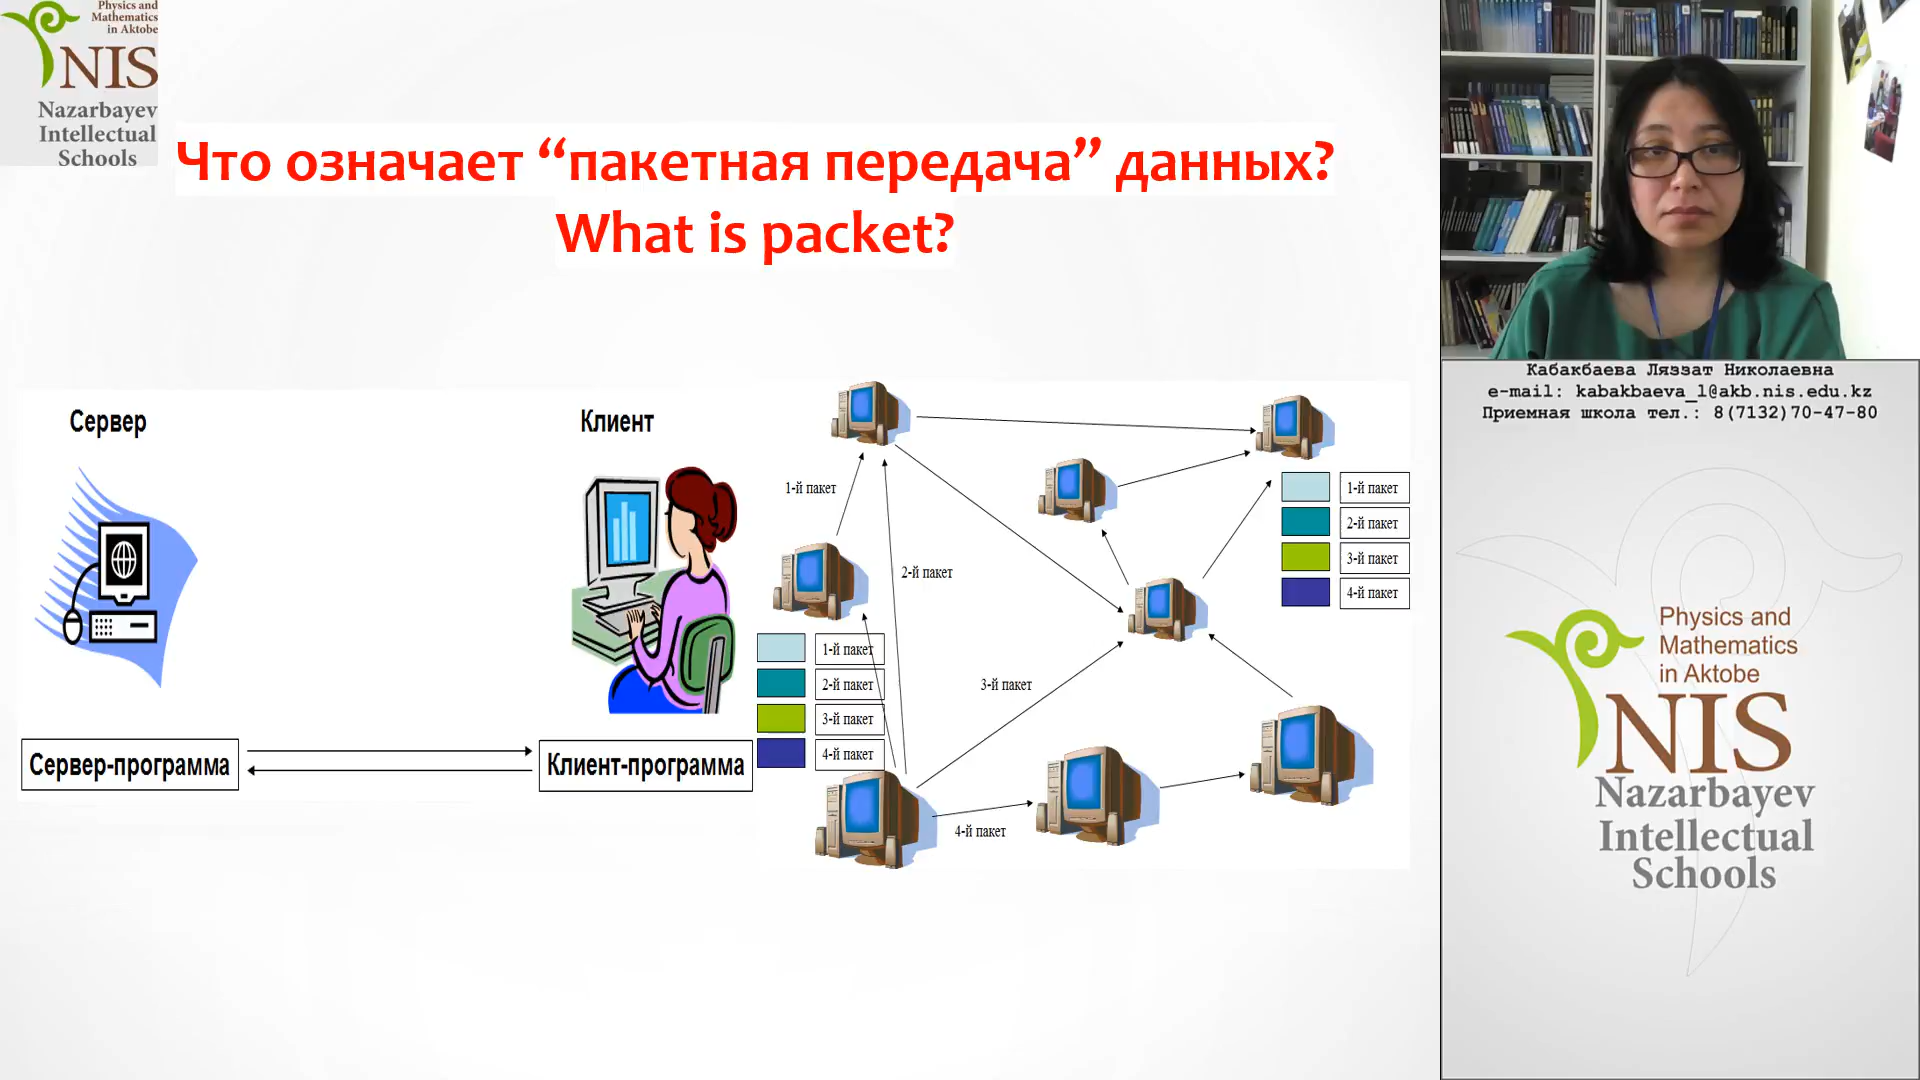 Physics and
Mathematics
in Aktobe
NIS
Nazarbayev
Intellectual
Schools
Что означает “пакетная передача” данных?
What is packet?
Сервер
Клиент
Сервер-программа
Клиент-программа
1-й пакет
2-й пакет
1-й пакет
2-й пакет
3-й пакет
4-й пакет
3-й пакет
4-й пакет
1-й пакет
2-й пакет
3-й пакет
4-й пакет
Кабакбаева Ляззат Николаевна
e-mail: kabakbaeva_l@akb.nis.edu.kz
Приемная школа тел.: 8(7132)70-47-80
Physics and
Mathematics
in Aktobe
NIS
Nazarbayev
Intellectual
Schools